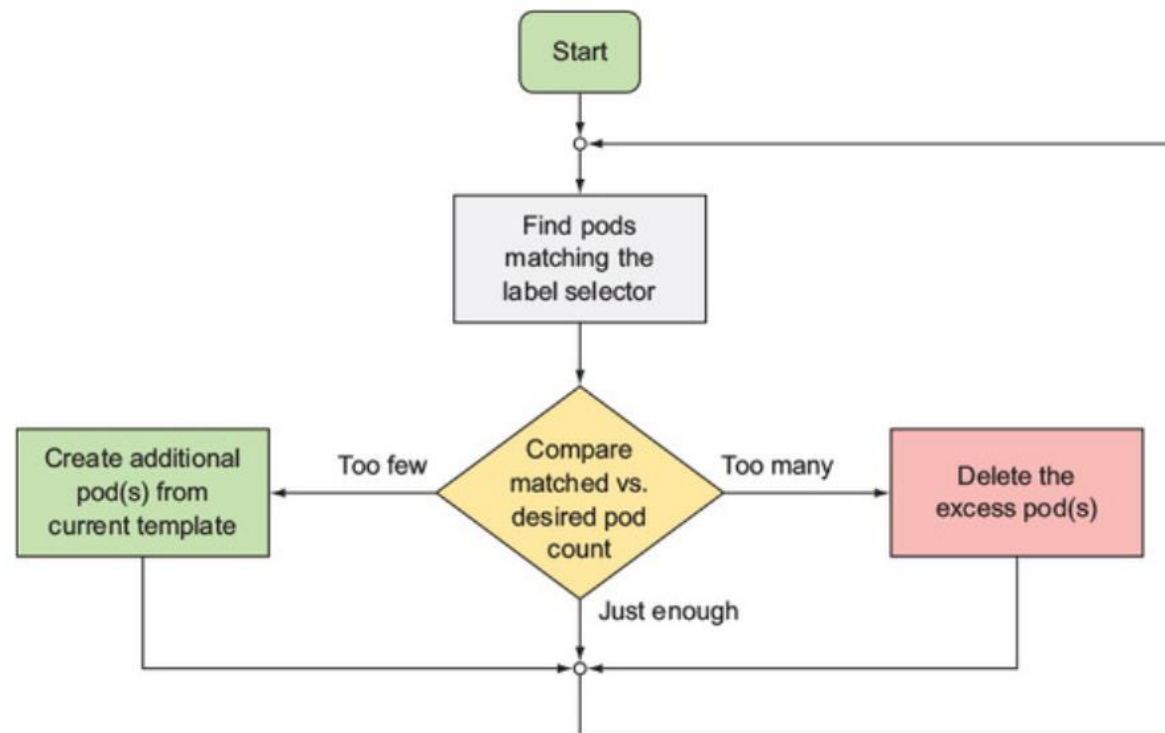 Start
Find pods
matching the
label selector
Create additional
pod(s) from
current template
Too few
Compare
matched vs.
desired pod
count
Too many
Delete the
excess pod(s)
Just enough